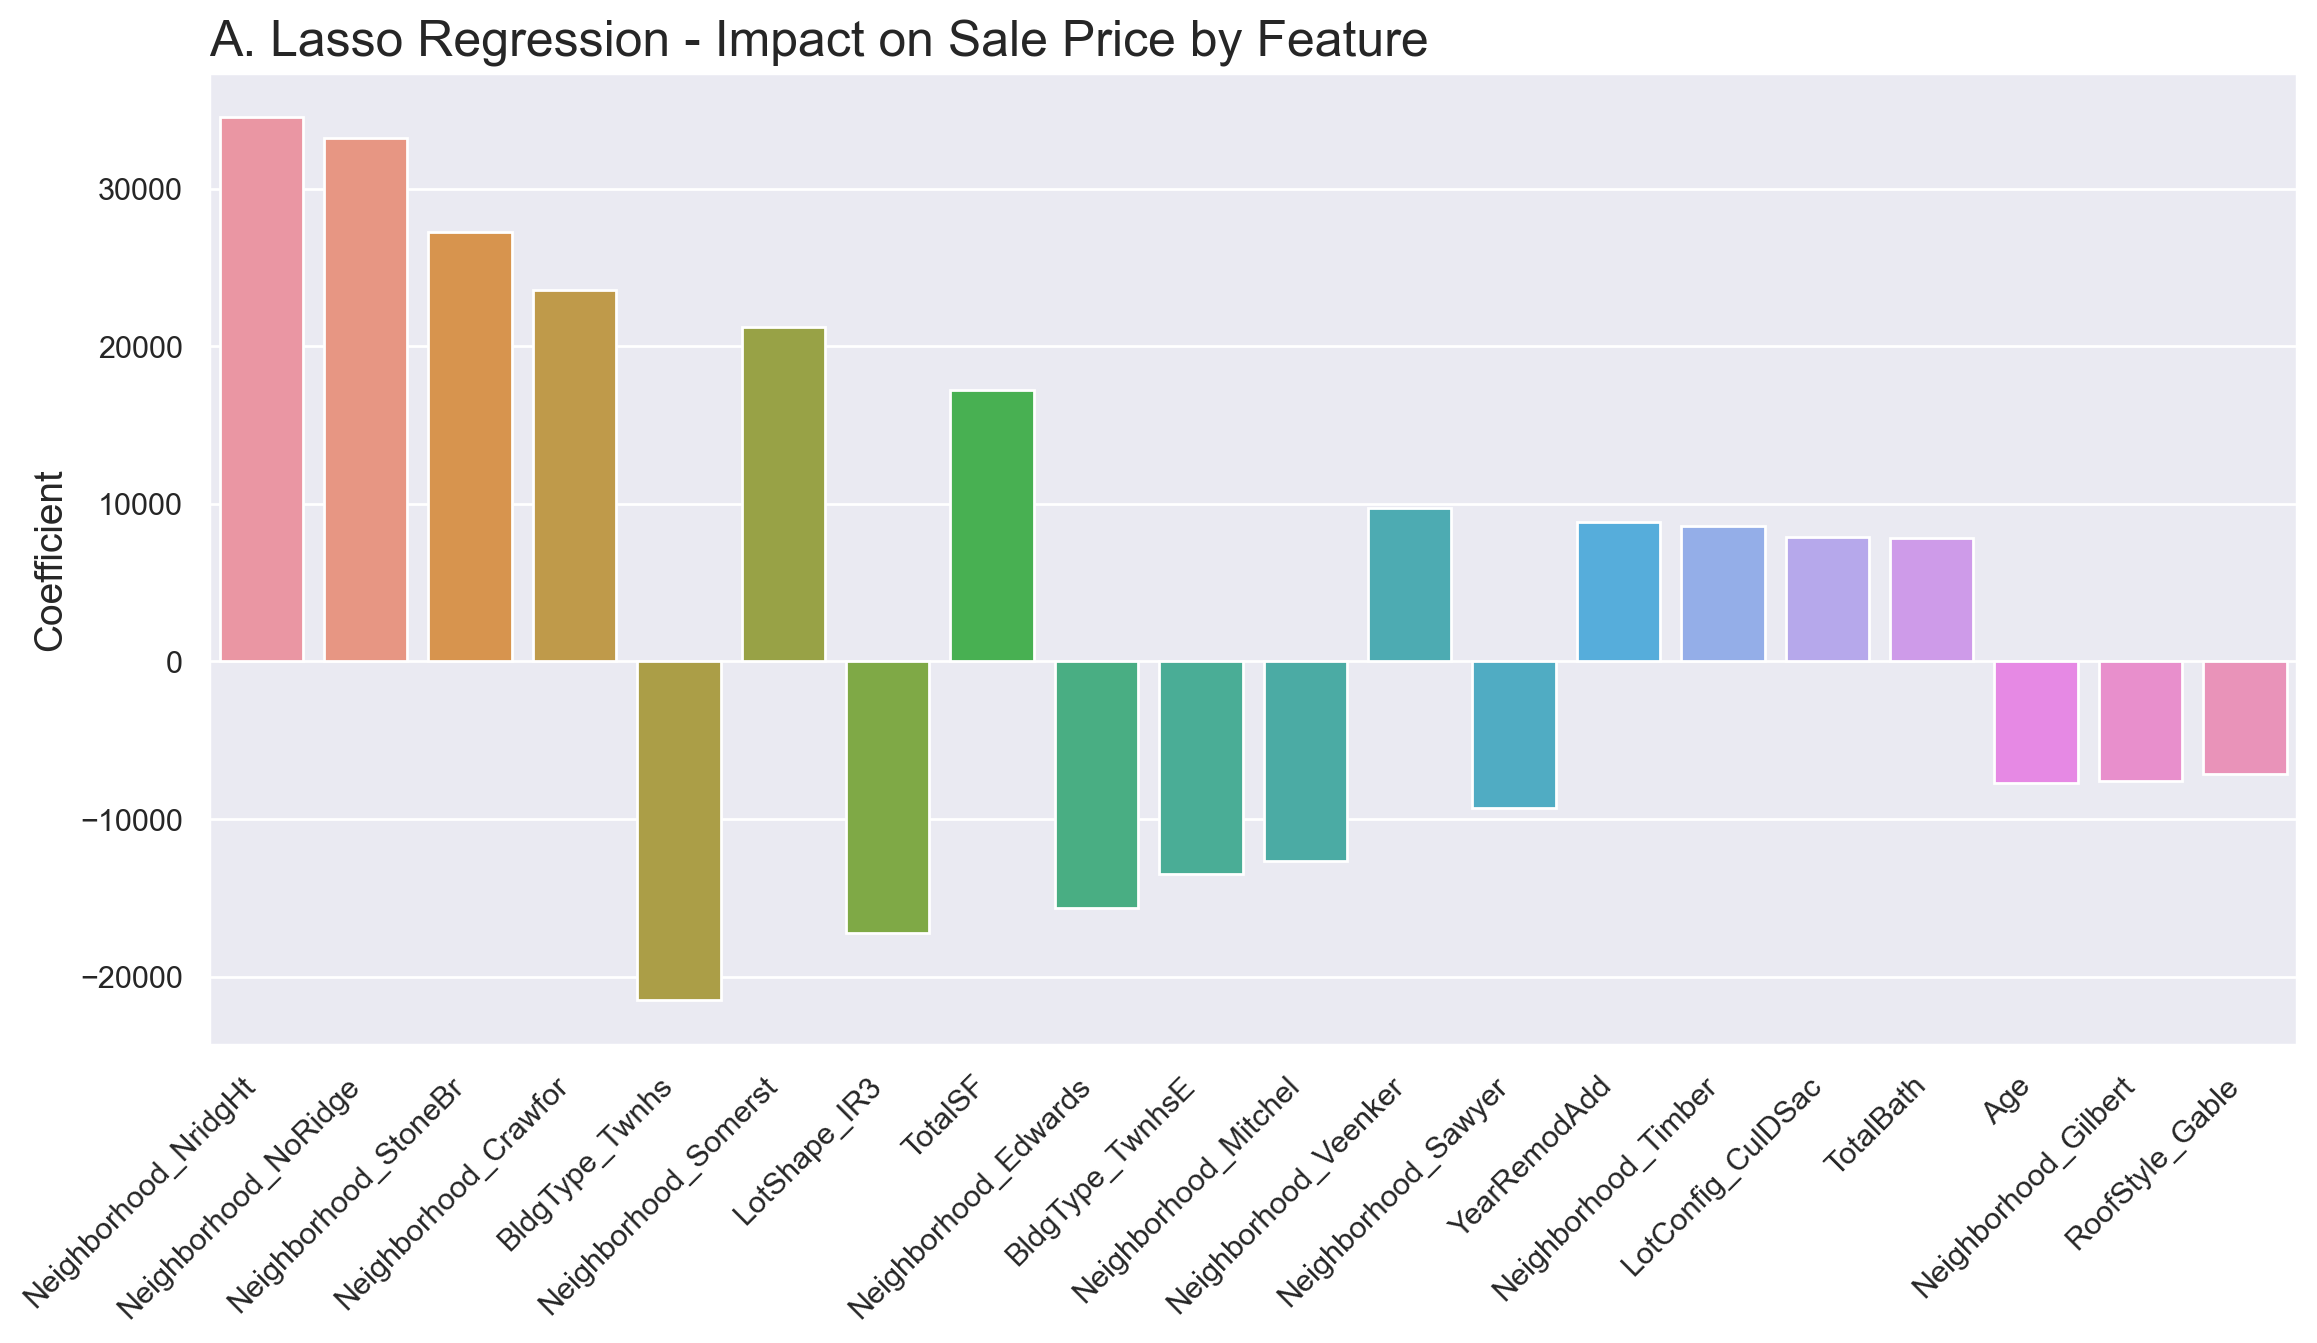 A. Lasso Regression - Impact on Sale Price by Feature
Coefficient
30000
20000
10000
0
−10000
−20000
Neighborhood_NridgHt
Neighborhood_NoRidge
Neighborhood_StoneBr
Neighborhood_Crawfor
BldgType_Twnhs
Neighborhood_Somerst
LotShape_IR3
TotalSF
Neighborhood_Edwards
BldgType_TwnhsE
Neighborhood_Mitchel
Neighborhood_Veenker
Neighborhood_Sawyer
YearRemodAdd
Neighborhood_Timber
LotConfig_CulDSac
TotalBath
Age
Neighborhood_Gilbert
RoofStyle_Gable